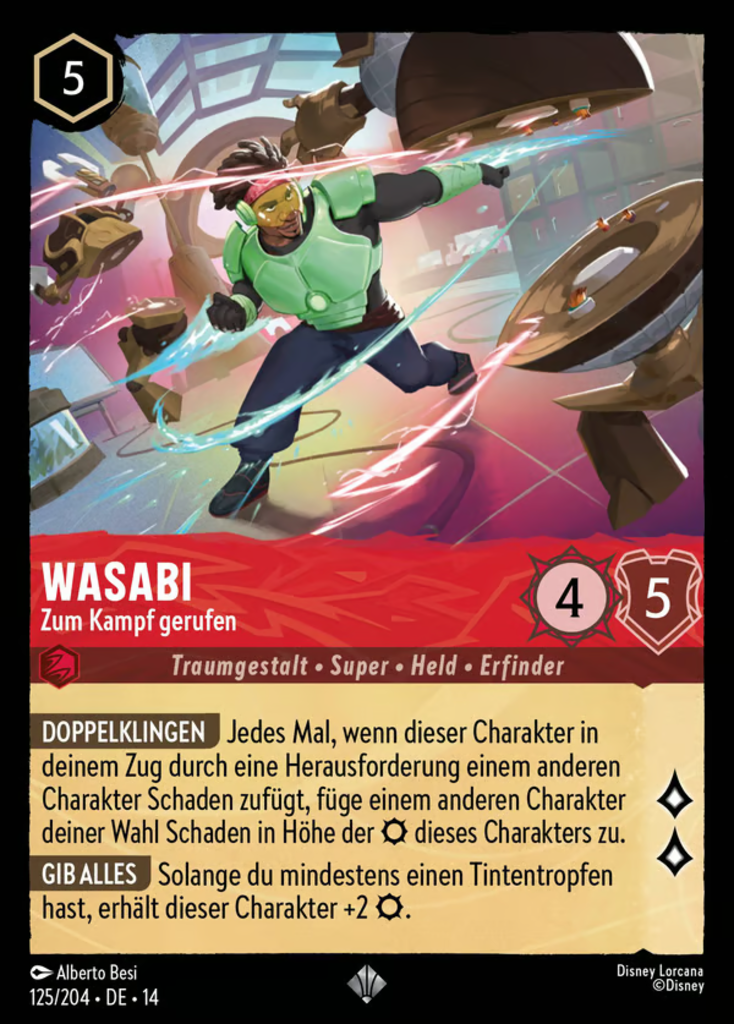 5
WASABI
Zum Kampf gerufen
4
5
Traumgestalt • Super • Held • Erfinder
DOPPELKLINGEN Jedes Mal, wenn dieser Charakter in
deinem Zug durch eine Herausforderung einem anderen
Charakter Schaden zufügt, füge einem anderen Charakter
deiner Wahl Schaden in Höhe der dieses Charakters zu.
GIB ALLES Solange du mindestens einen Tintentropfen
hast, erhält dieser Charakter +2 .
Alberto Besi
125/204 • DE • 14
Disney Lorcana
©Disney